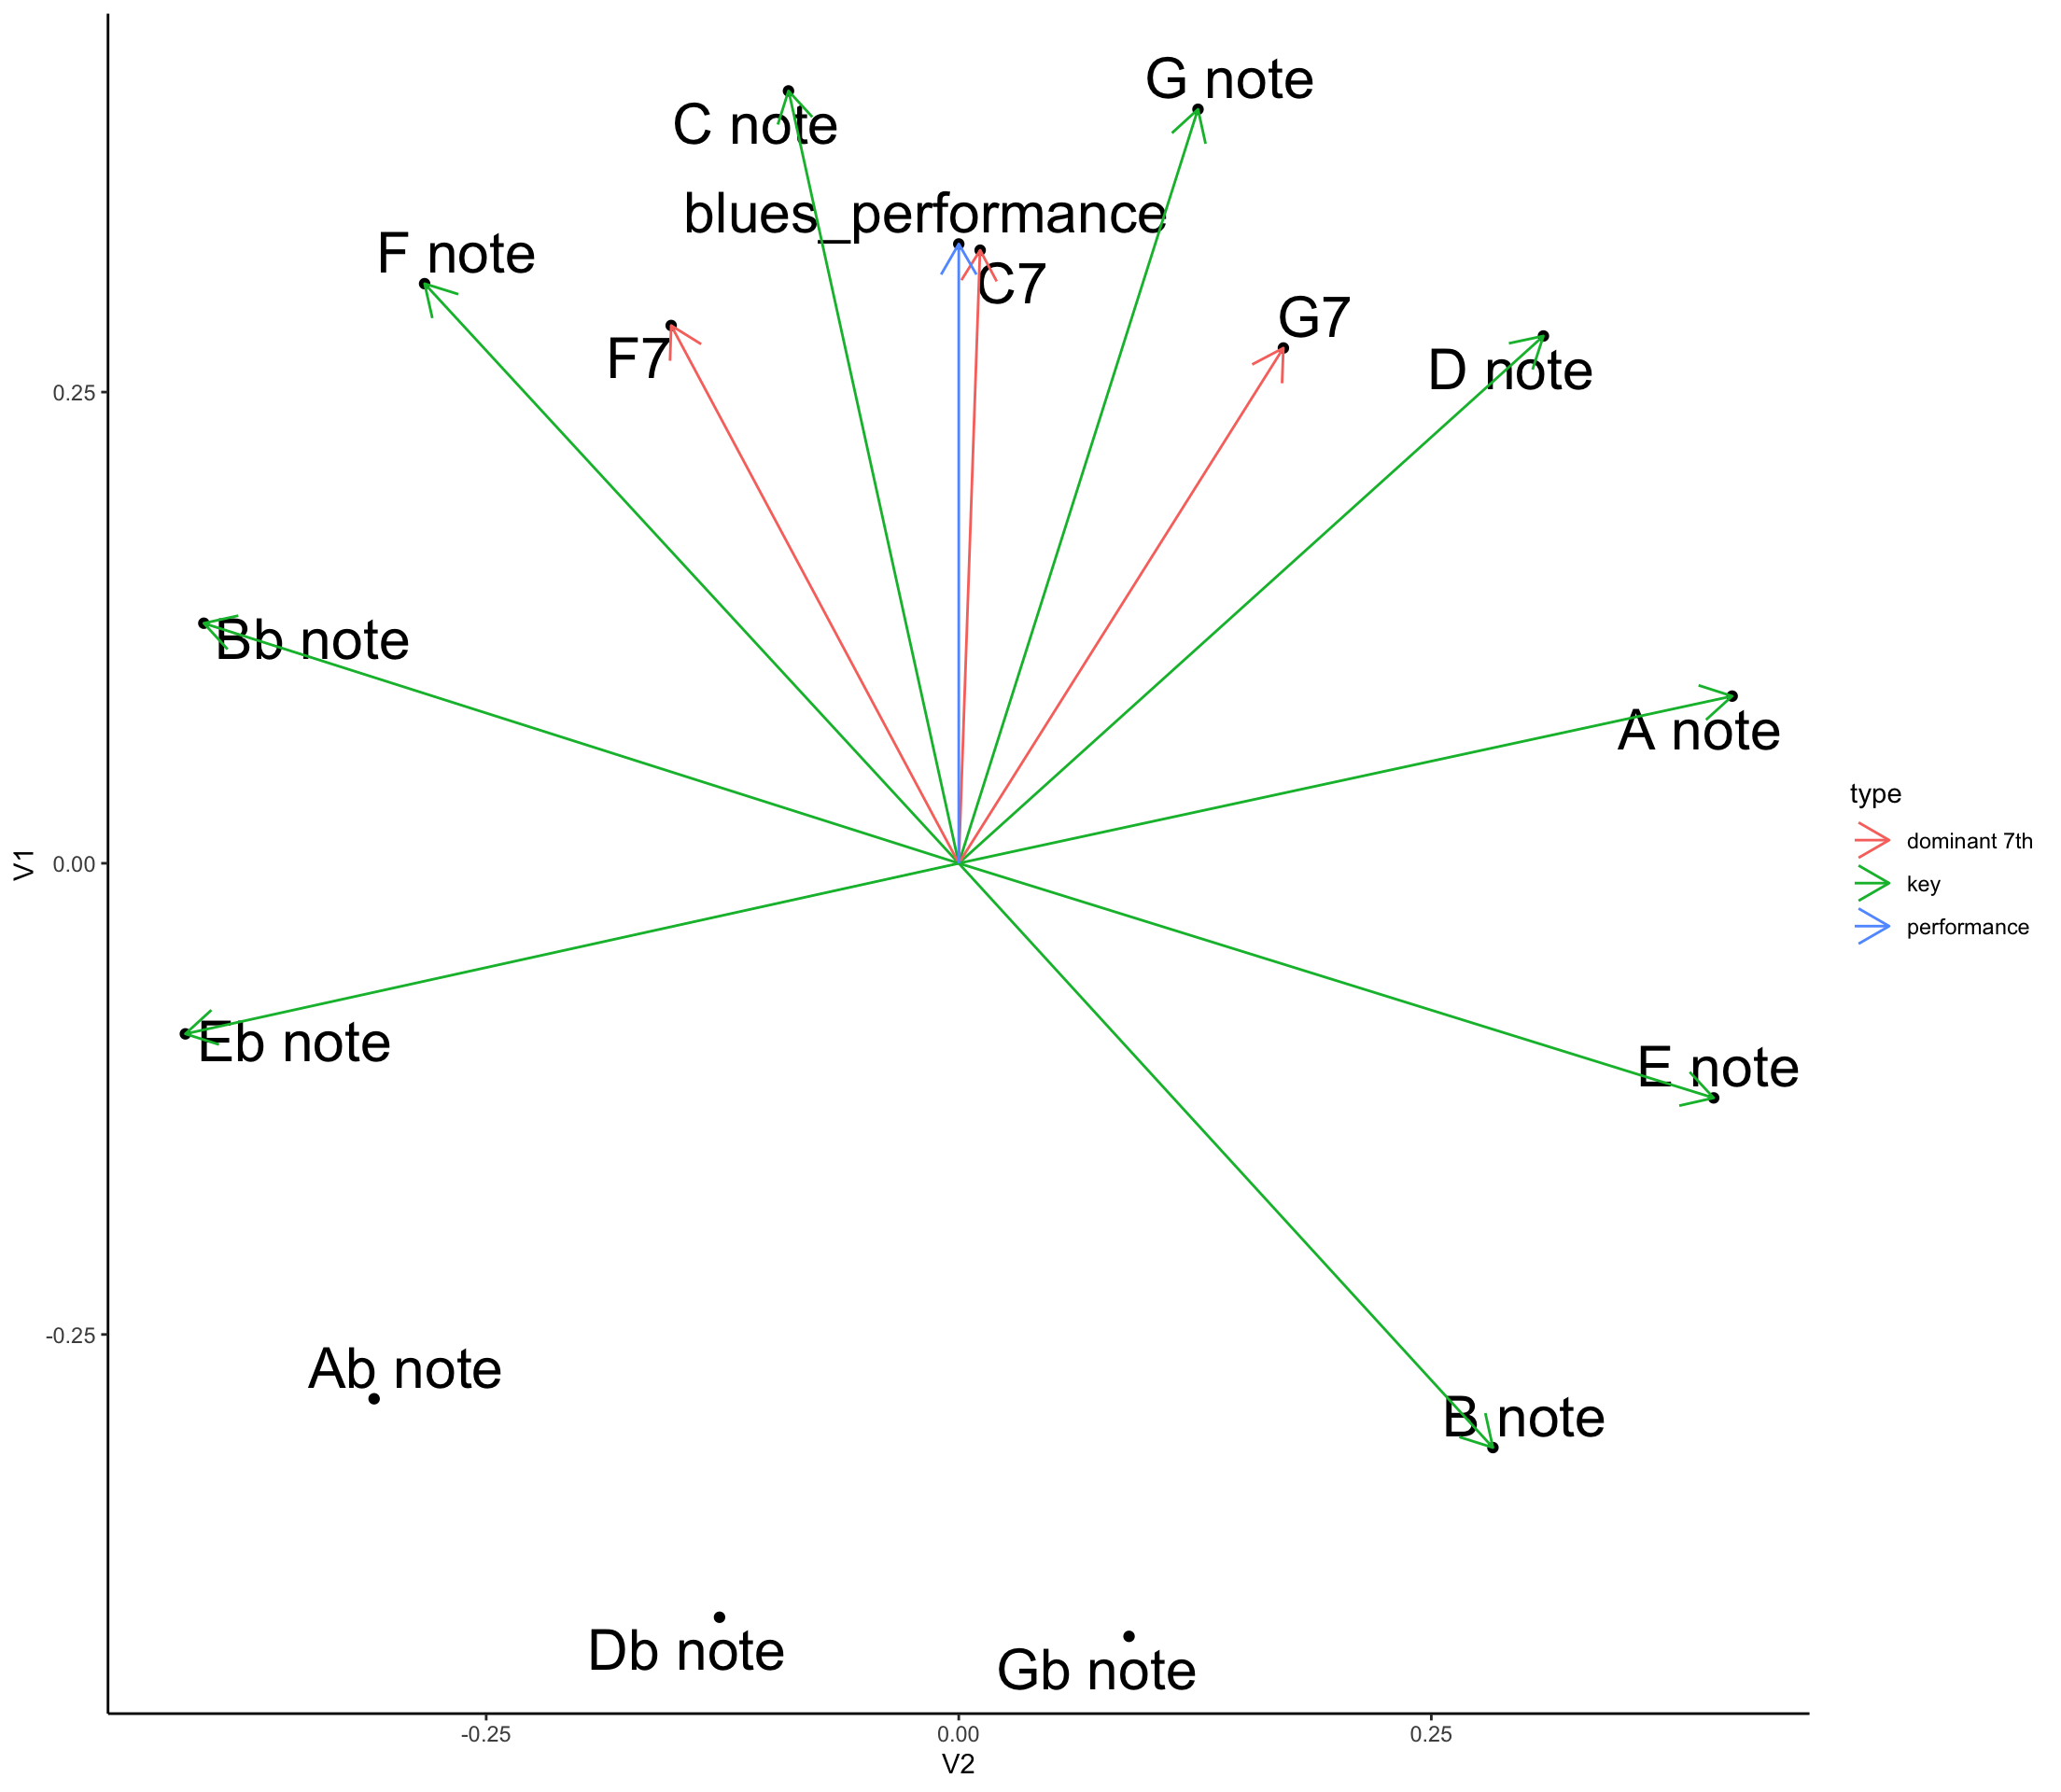 G note
C note
blues_performance
F note
C7
G7
F7
D note
0.25
Bb note
A note
type
dominant 7th
V1
0.00
key
performance
Eb note
E note
-0.25
Ab note
B note
Db note
Gb note
-0.25
0.00
0.25
V2